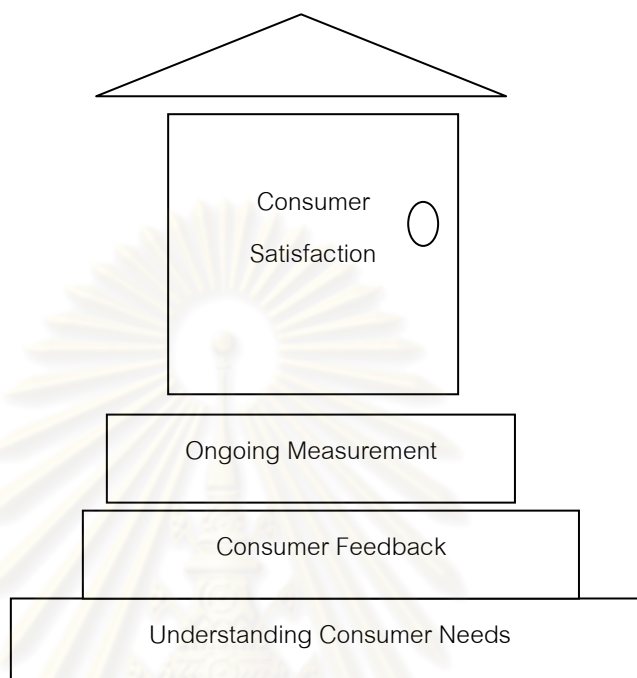 Consumer
Satisfaction
Ongoing Measurement
Consumer Feedback
Understanding Consumer Needs